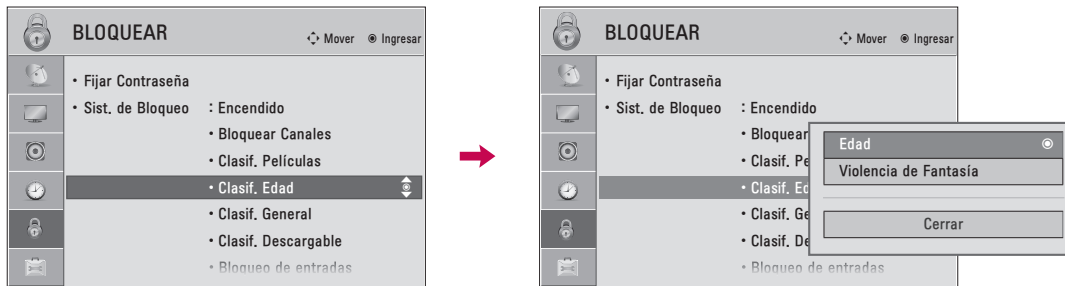 BLOQUEAR
Mover Ingresar
• Fijar Contraseña
• Sist. de Bloqueo : Encendido
• Bloquear Canales
• Clasif. Películas
• Clasif. Edad
• Clasif. General
• Clasif. Descargable
• Bloqueo de entradas
BLOQUEAR
Mover Ingresar
• Fijar Contraseña
• Sist. de Bloqueo : Encendido
• Bloquear
• Clasif. Pe
• Clasif. Ed
• Clasif. Ge
• Clasif. De
• Bloqueo de entradas
Edad
Violencia de Fantasía
Cerrar